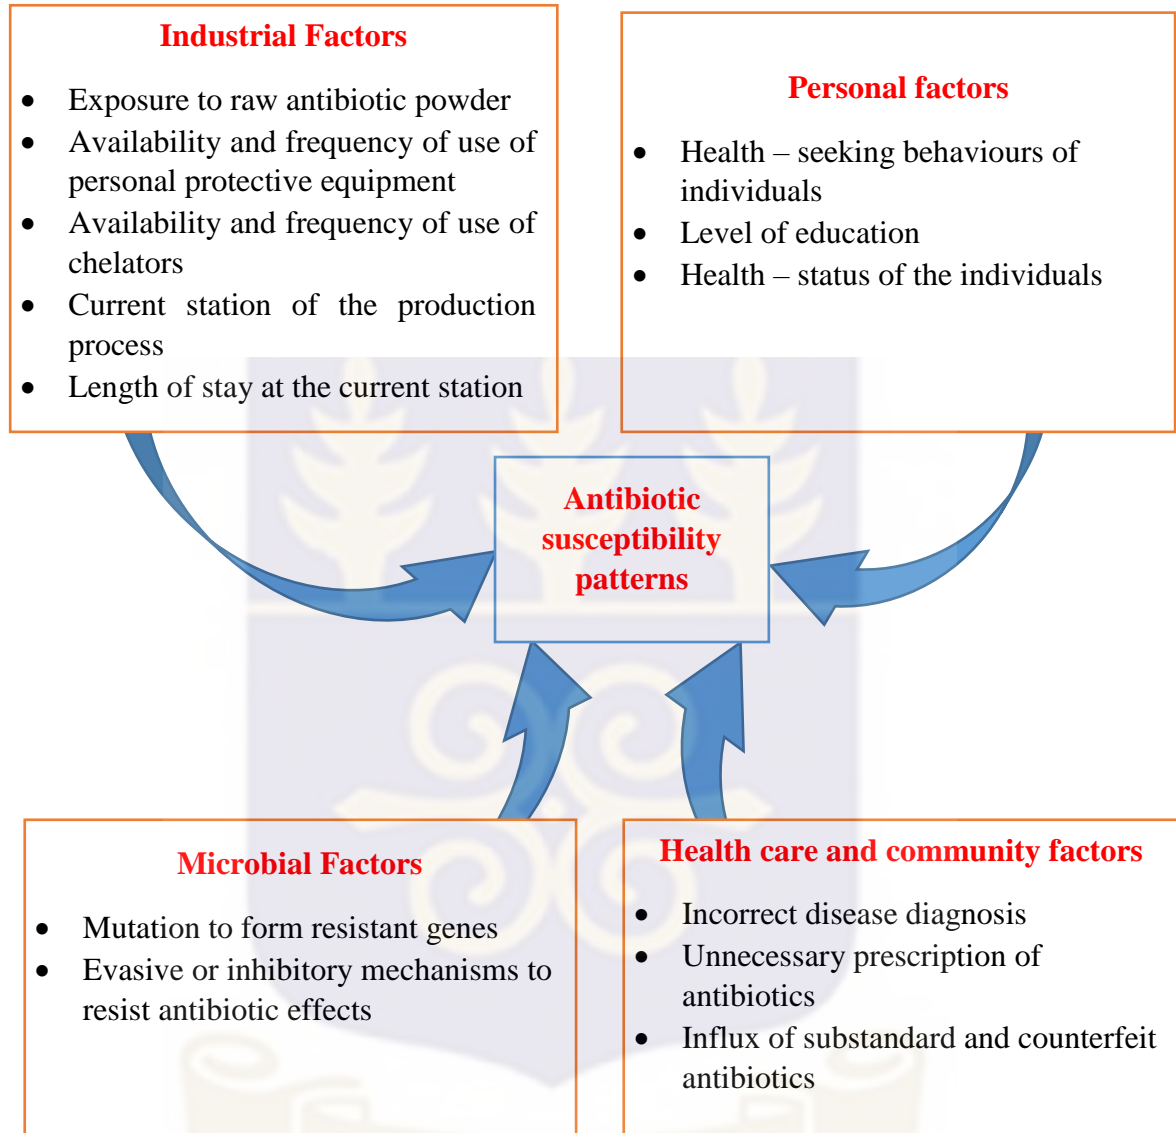 Industrial Factors
• Exposure to raw antibiotic powder
• Availability and frequency of use of
personal protective equipment
• Availability and frequency of use of
chelators
• Current station of the production
process
• Length of stay at the current station
Personal factors
• Health – seeking behaviours of
individuals
• Level of education
• Health – status of the individuals
Antibiotic
susceptibility
patterns
Microbial Factors
• Mutation to form resistant genes
• Evasive or inhibitory mechanisms to
resist antibiotic effects
Health care and community factors
• Incorrect disease diagnosis
• Unnecessary prescription of
antibiotics
• Influx of substandard and counterfeit
antibiotics